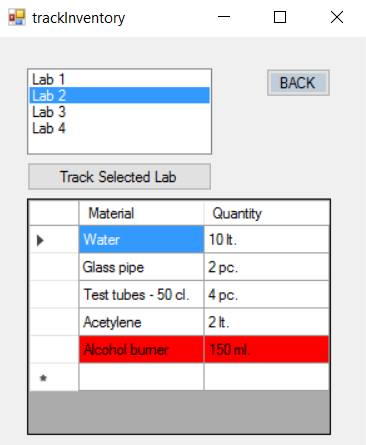 trackInventory
Lab 1
Lab 2
Lab 3
Lab 4
BACK
Track Selected Lab
Material Quantity
Water 10 lt.
Glass pipe 2 pc.
Test tubes - 50 cl. 4 pc.
Acetylene 2 lt.
Alcohol burner 150 ml.